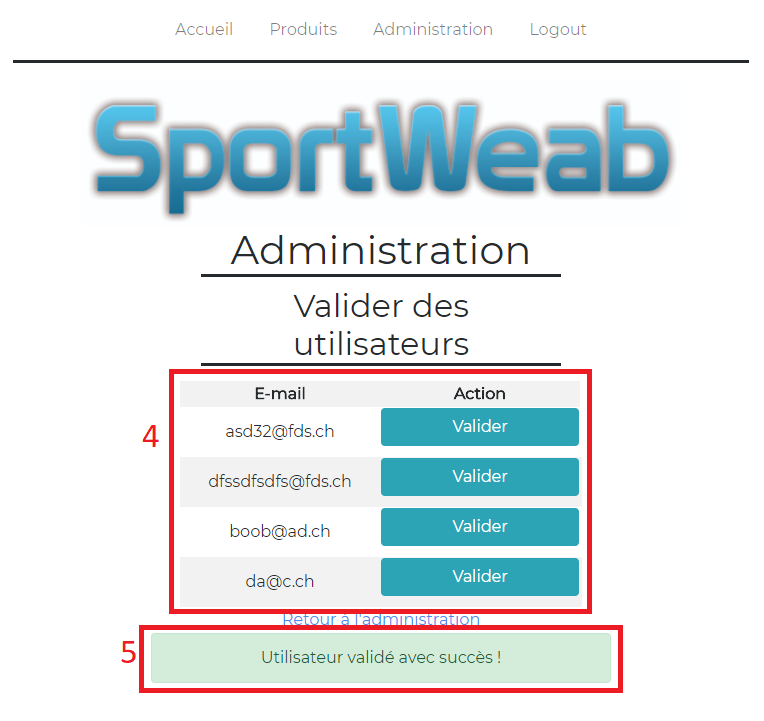 Accueil Produits Administration Logout
SportWeab
Administration
Valider des
utilisateurs
E-mail Action
4
asd32@fds.ch Valider
dfssdfsdfs@fds.ch Valider
boob@ad.ch Valider
da@c.ch Valider
Retour à l'administration
5
Utilisateur validé avec succès !